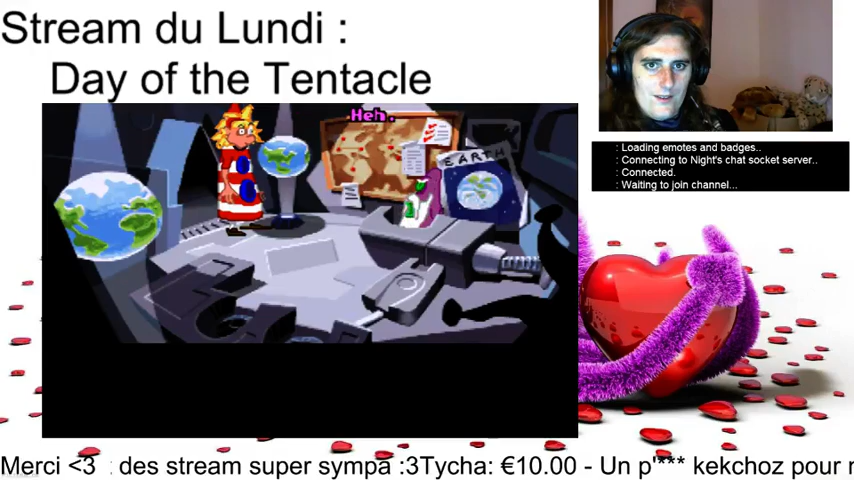 Stream du Lundi :
Day of the Tentacle
Heh.
EARTH
: Loading emotes and badges..
: Connecting to Night's chat socket server..
: Connected.
: Waiting to join channel...
Merci <3 : des stream super sympa :3Tycha: €10.00 - Un p'*** kekchoz pour